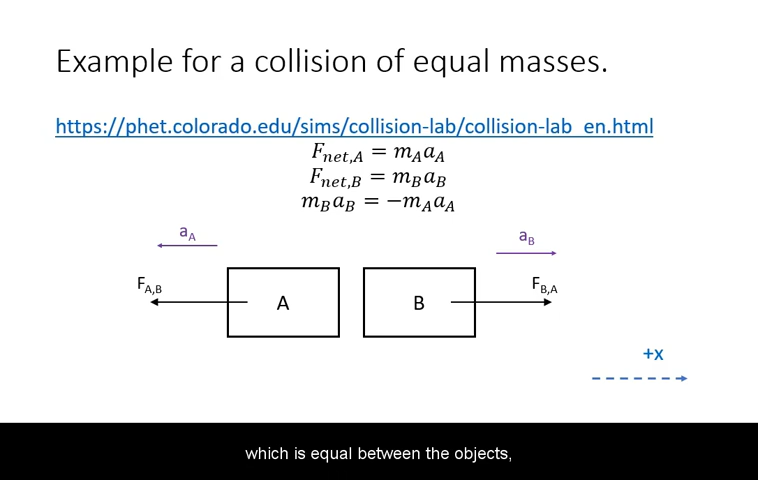 Example for a collision of equal masses.
https://phet.colorado.edu/sims/collision-lab/collision-lab_en.html
F_{net,A} = m_A a_A
F_{net,B} = m_B a_B
m_B a_B = −m_A a_A
a_A
a_B
F_{A,B}
F_{B,A}
A
B
+x
which is equal between the objects,